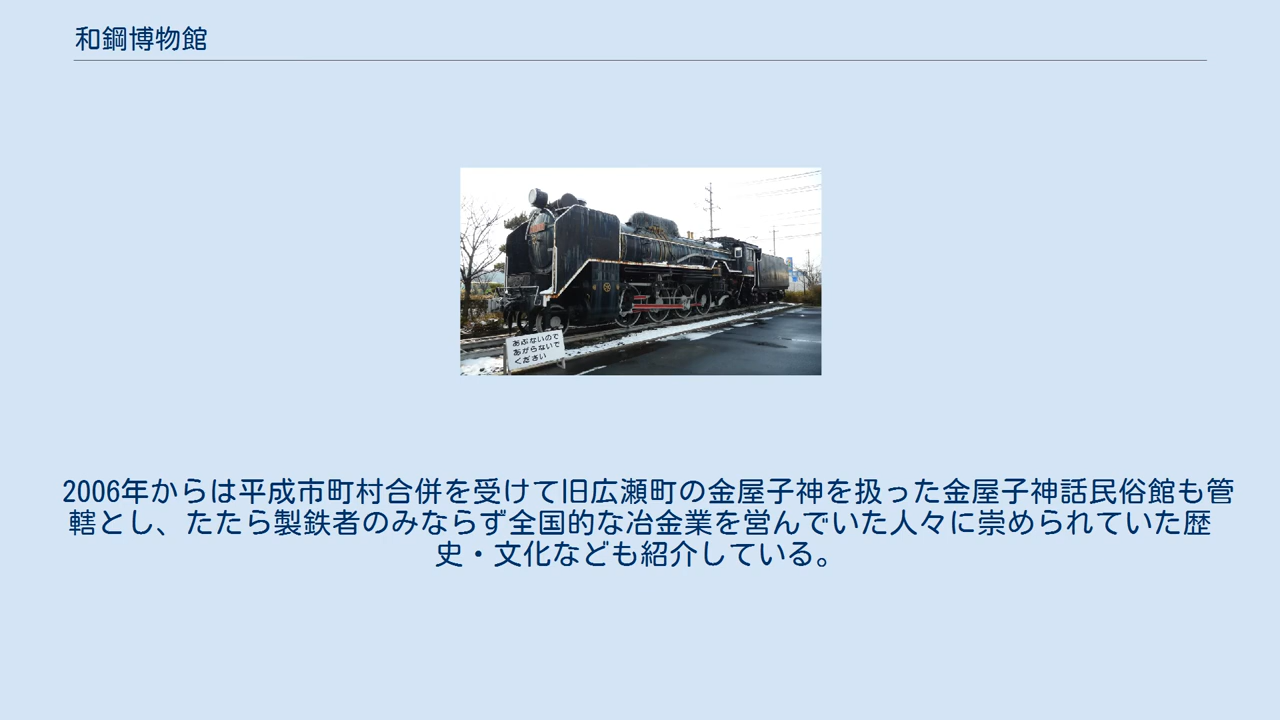 和鋼博物館
あぶないので
あがらないで
ください
2006年からは平成市町村合併を受けて旧広瀬町の金屋子神を扱った金屋子神話民俗館も管
轄とし、たたら製鉄者のみならず全国的な冶金業を営んでいた人々に崇められていた歴
史・文化なども紹介している。